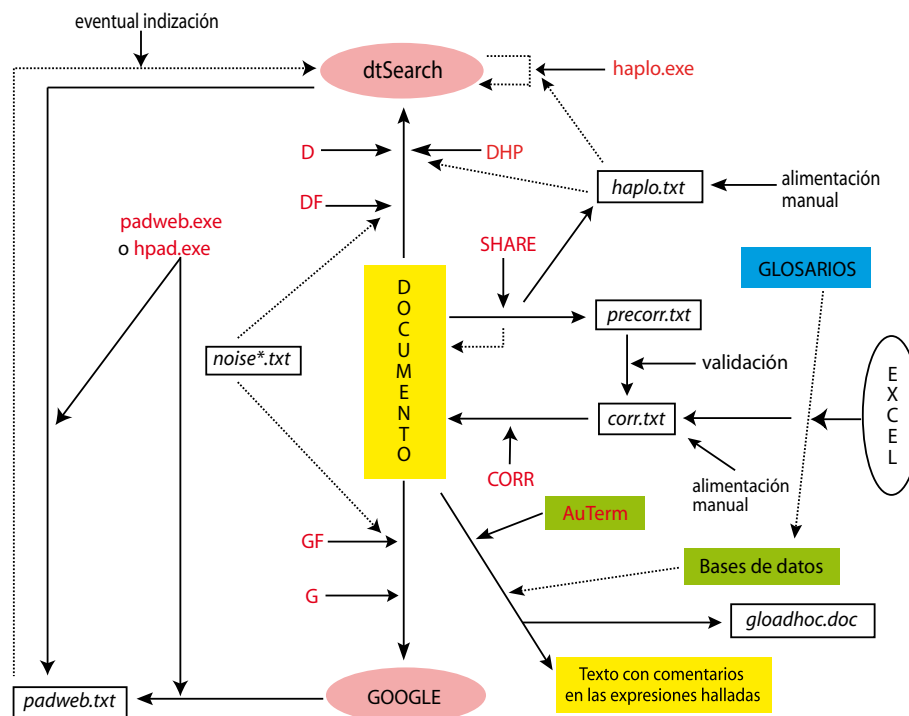 eventual indización
dtSearch
haplo.exe
D
DHP
haplo.txt
alimentación
manual
DF
padweb.exe
o hpad.exe
SHARE
GLOSARIOS
DOCUMENTO
precorr.txt
noise*.txt
validación
EXCEL
corr.txt
CORR
alimentación
manual
AuTerm
GF
Bases de datos
G
gloadhoc.doc
Texto con comentarios
en las expresiones halladas
padweb.txt
GOOGLE